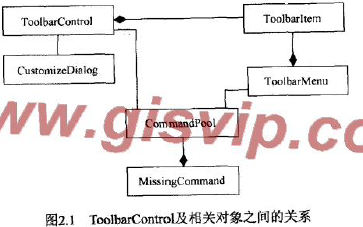 ToolbarControl
ToolbarItem
CustomizeDialog
ToolbarMenu
www.gisvip.com
CommandPool
MissingCommand
图2.1 ToolbarControl及相关对象之间的关系